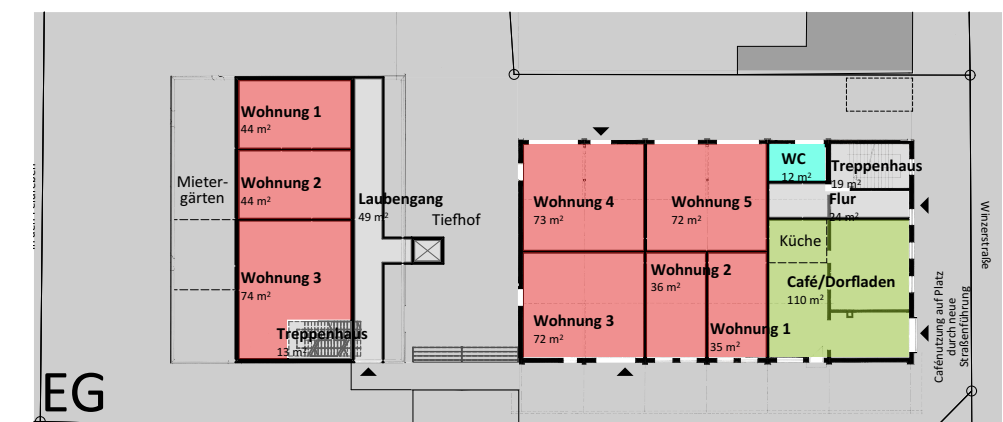 Wohnung 1
44 m²
Wohnung 2
44 m²
Wohnung 3
74 m²
Treppenhaus
13 m²
Mieter-
gärten
Laubengang
49 m²
Tiefhof
Wohnung 4
73 m²
Wohnung 5
72 m²
Wohnung 3
72 m²
Wohnung 2
36 m²
Wohnung 1
35 m²
WC
12 m²
Treppenhaus
19 m²
Flur
24 m²
Küche
Café/Dorfladen
110 m²
Winzerstraße
Cafénutzung auf Platz
durch neue
Straßenführung
EG